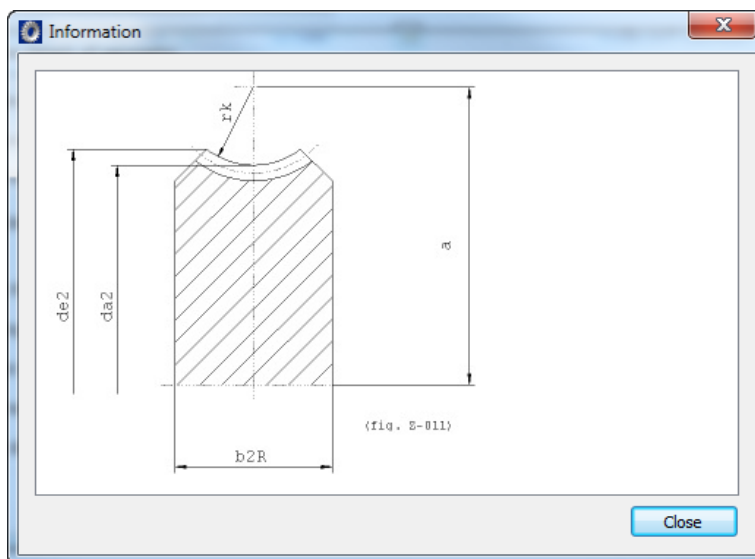 Information
rk
a
de2
da2
(fig. Z-011)
b2R
Close